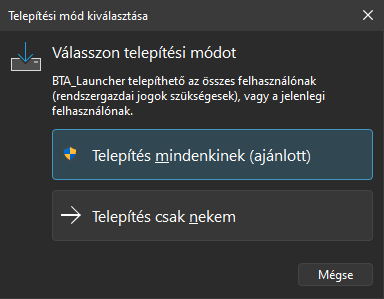 Telepítési mód kiválasztása
Válasszon telepítési módot
BTA_Launcher telepíthető az összes felhasználónak
(rendszergazdai jogok szükségesek), vagy a jelenlegi
felhasználónak.
Telepítés mindenkinek (ajánlott)
Telepítés csak nekem
Mégse